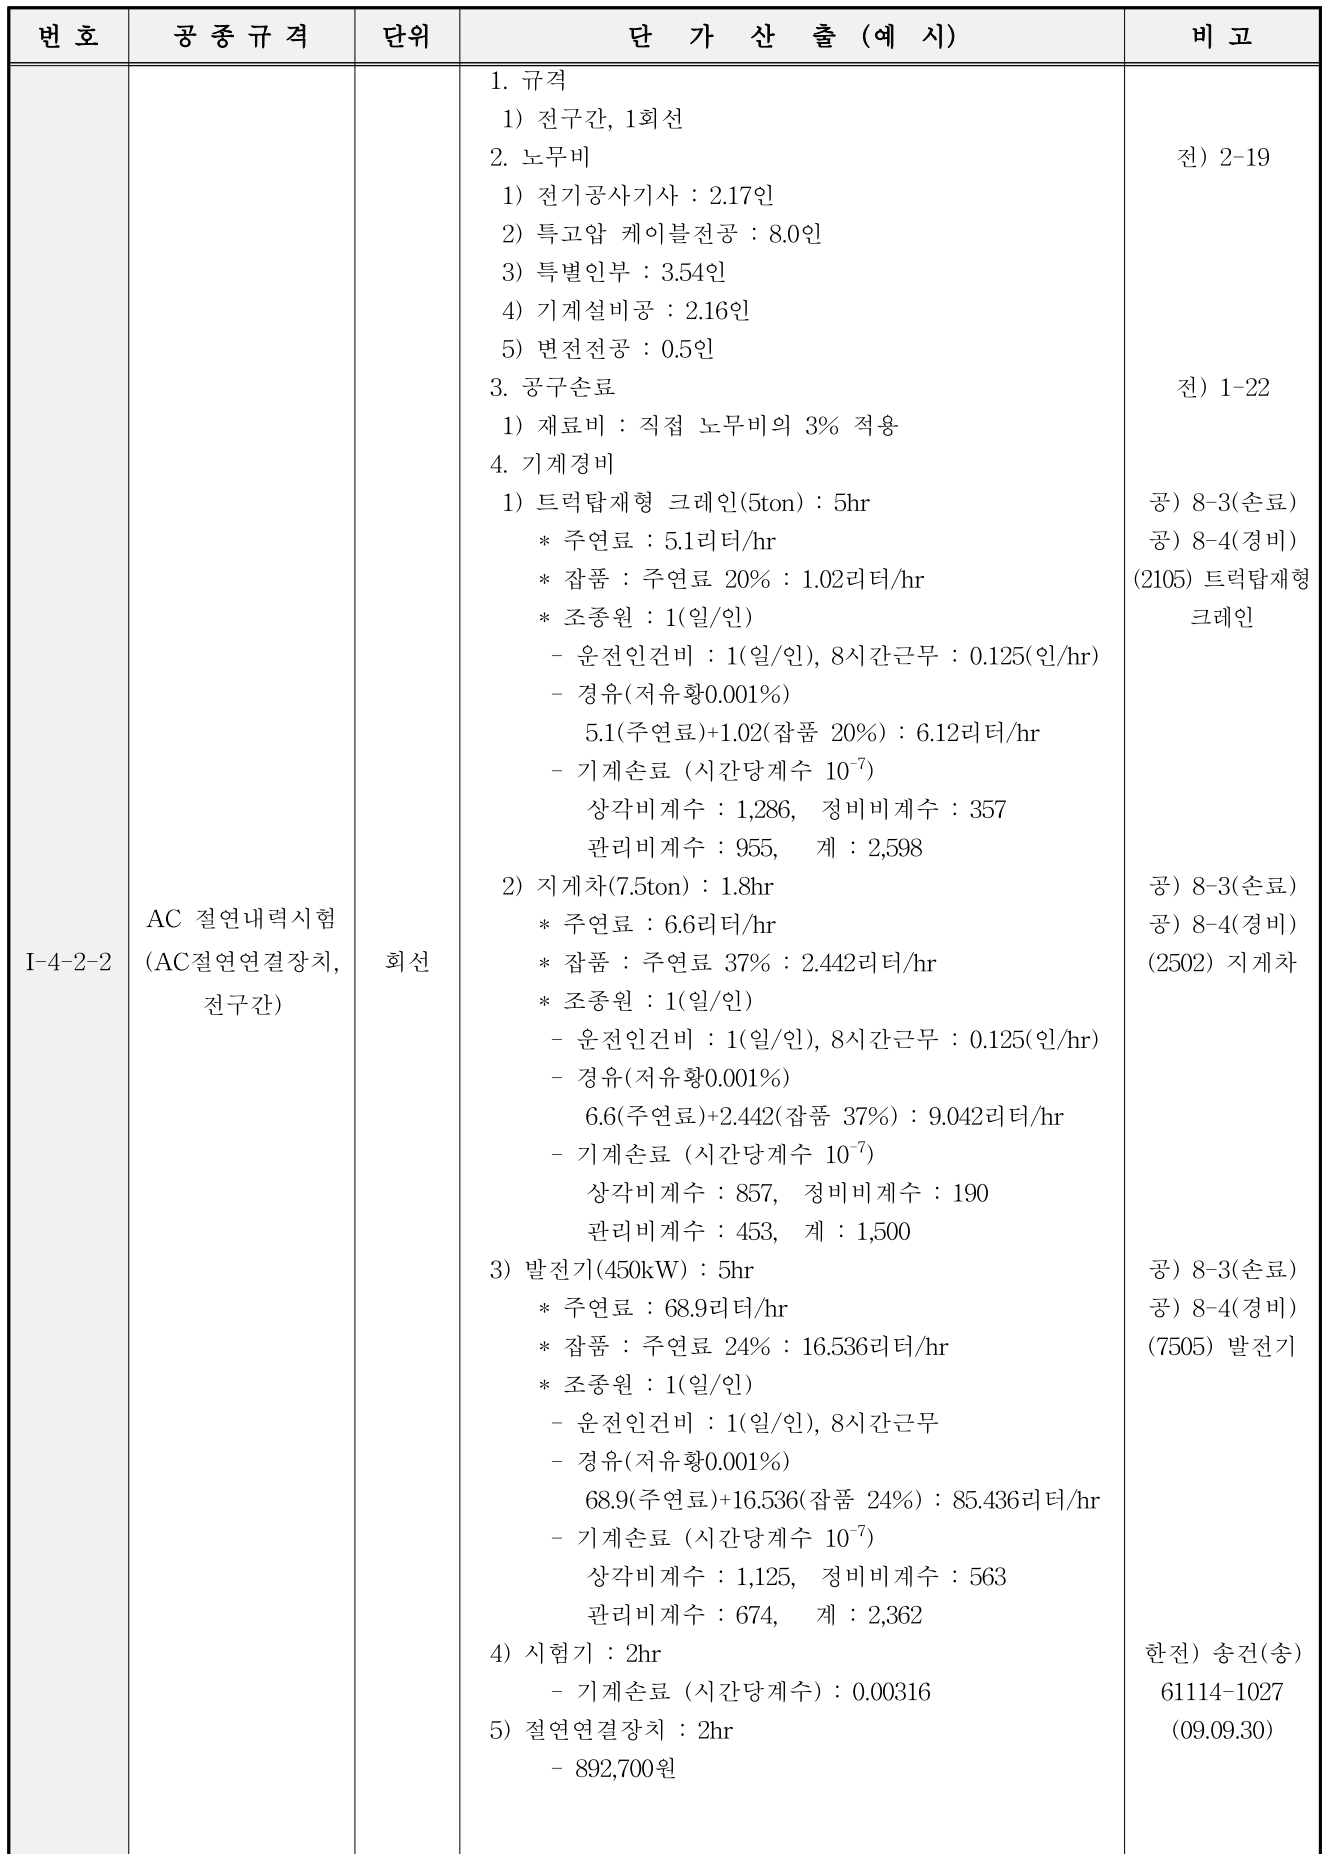 번 호 공 종 규 격 단위 단 가 산 출 (예 시) 비 고
1. 규격
1) 전구간, 1회선
2. 노무비 전) 2-19
1) 전기공사기사 : 2.17인
2) 특고압 케이블전공 : 8.0인
3) 특별인부 : 3.54인
4) 기계설비공 : 2.16인
5) 변전전공 : 0.5인
3. 공구손료 전) 1-22
1) 재료비 : 직접 노무비의 3% 적용
4. 기계경비
1) 트럭탑재형 크레인(5ton) : 5hr 공) 8-3(손료)
* 주연료 : 5.1리터/hr 공) 8-4(경비)
* 잡품 : 주연료 20% : 1.02리터/hr (2105) 트럭탑재형
* 조종원 : 1(일/인) 크레인
- 운전인건비 : 1(일/인), 8시간근무 : 0.125(인/hr)
- 경유(저유황0.001%)
5.1(주연료)+1.02(잡품 20%) : 6.12리터/hr
- 기계손료 (시간당계수 10⁻⁷)
상각비계수 : 1,286, 정비비계수 : 357
관리비계수 : 955, 계 : 2,598
2) 지게차(7.5ton) : 1.8hr 공) 8-3(손료)
AC 절연내력시험 * 주연료 : 6.6리터/hr 공) 8-4(경비)
I-4-2-2 (AC절연연결장치, 회선 * 잡품 : 주연료 37% : 2.442리터/hr (2502) 지게차
전구간) * 조종원 : 1(일/인)
- 운전인건비 : 1(일/인), 8시간근무 : 0.125(인/hr)
- 경유(저유황0.001%)
6.6(주연료)+2.442(잡품 37%) : 9.042리터/hr
- 기계손료 (시간당계수 10⁻⁷)
상각비계수 : 857, 정비비계수 : 190
관리비계수 : 453, 계 : 1,500
3) 발전기(450kW) : 5hr 공) 8-3(손료)
* 주연료 : 68.9리터/hr 공) 8-4(경비)
* 잡품 : 주연료 24% : 16.536리터/hr (7505) 발전기
* 조종원 : 1(일/인)
- 운전인건비 : 1(일/인), 8시간근무
- 경유(저유황0.001%)
68.9(주연료)+16.536(잡품 24%) : 85.436리터/hr
- 기계손료 (시간당계수 10⁻⁷)
상각비계수 : 1,125, 정비비계수 : 563
관리비계수 : 674, 계 : 2,362
4) 시험기 : 2hr 한전) 송건(송)
- 기계손료 (시간당계수) : 0.00316 61114-1027
5) 절연연결장치 : 2hr (09.09.30)
- 892,700원